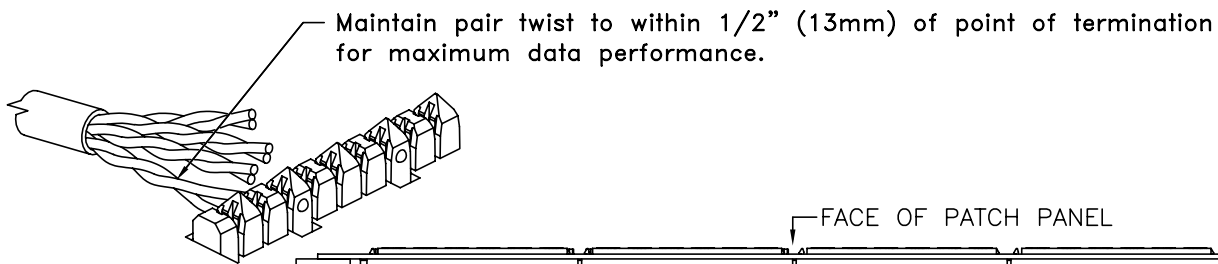 Maintain pair twist to within 1/2” (13mm) of point of termination
for maximum data performance.
FACE OF PATCH PANEL